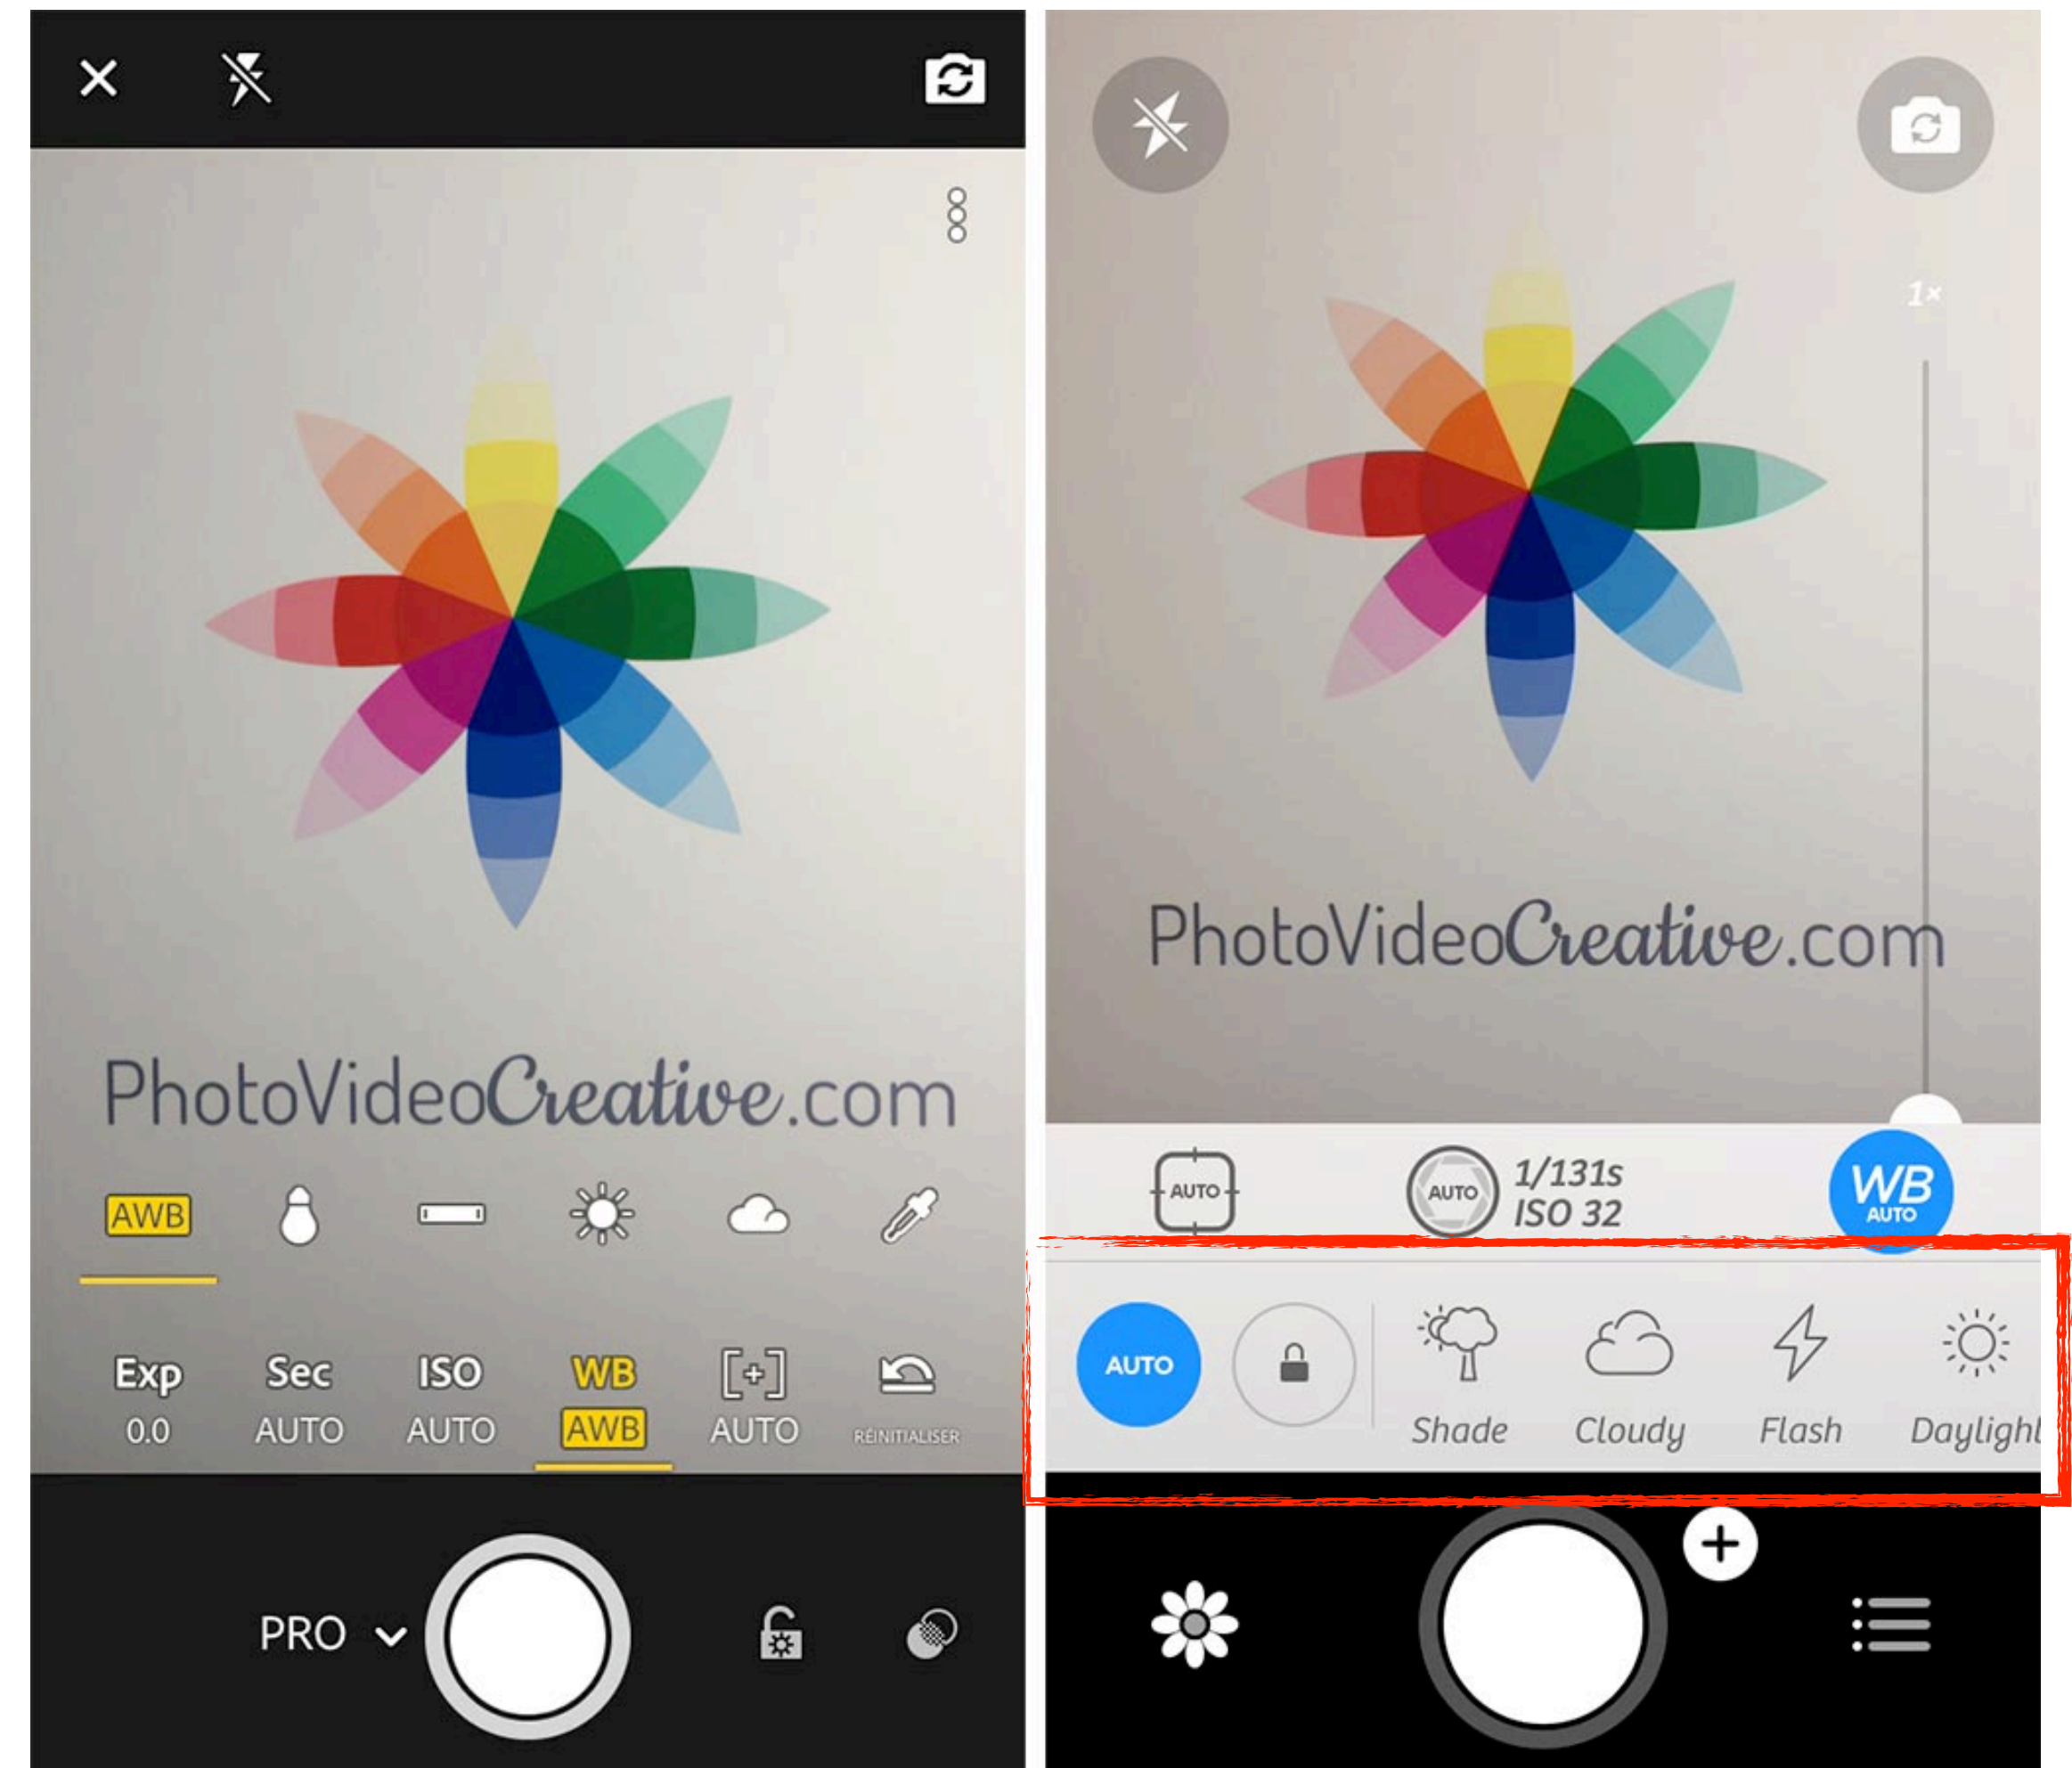 PhotoVideoCreative.com
AWB
Exp Sec ISO WB
0.0 AUTO AUTO AWB AUTO RÉINITIALISER
PRO
1×
PhotoVideoCreative.com
AUTO AUTO 1/131s WB
ISO 32 AUTO
AUTO Shade Cloudy Flash Daylight